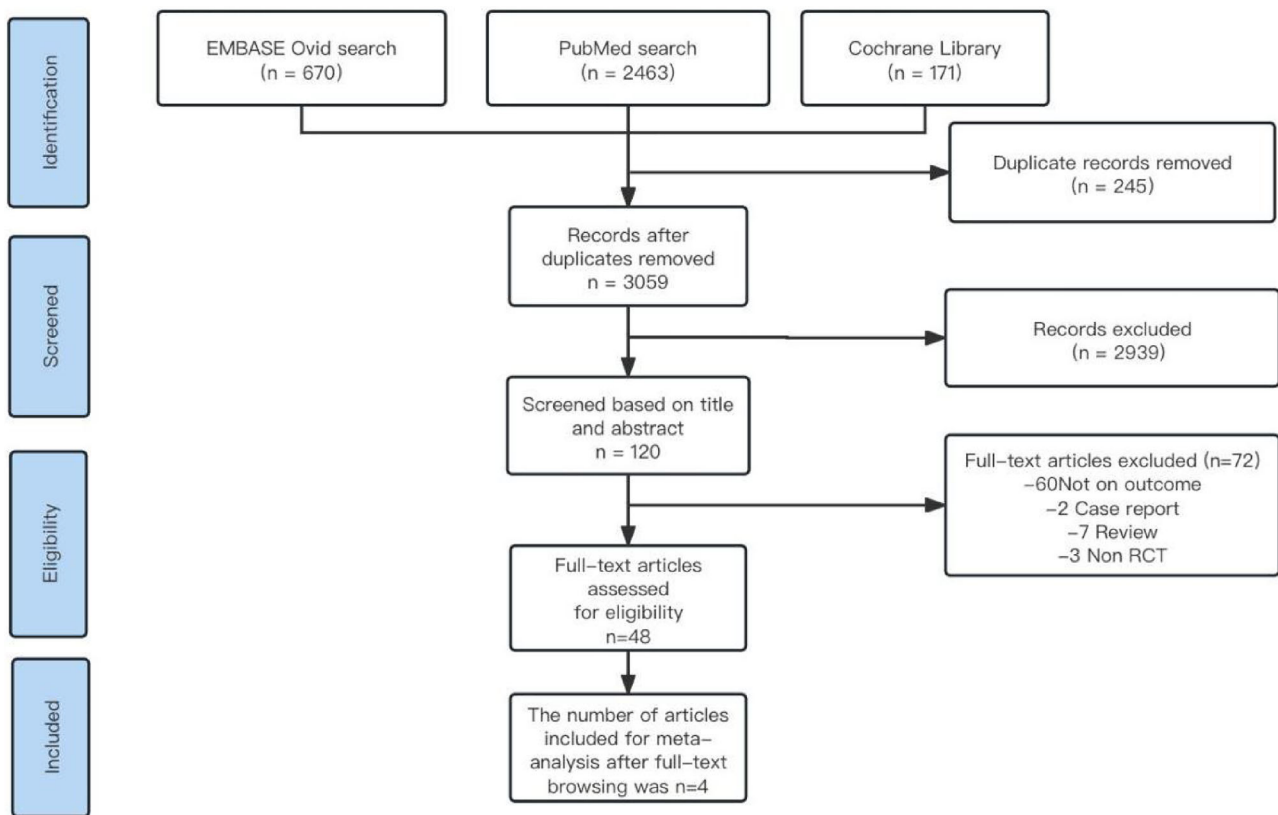 Identification
EMBASE Ovid search
(n = 670)
PubMed search
(n = 2463)
Cochrane Library
(n = 171)
Duplicate records removed
(n = 245)
Screened
Records after
duplicates removed
n = 3059
Records excluded
(n = 2939)
Screened based on title
and abstract
n = 120
Eligibility
Full-text articles excluded (n=72)
-60Not on outcome
-2 Case report
-7 Review
-3 Non RCT
Full-text articles
assessed
for eligibility
n=48
Included
The number of articles
included for meta-
analysis after full-text
browsing was n=4